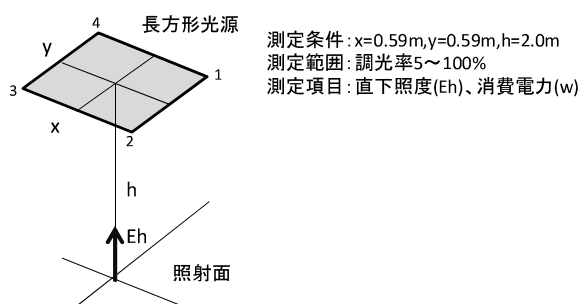 4
長方形光源
y
測定条件:x=0.59m,y=0.59m,h=2.0m
測定範囲:調光率5～100%
測定項目:直下照度(Eh)、消費電力(w)
1
3
x
2
h
Eh
照射面